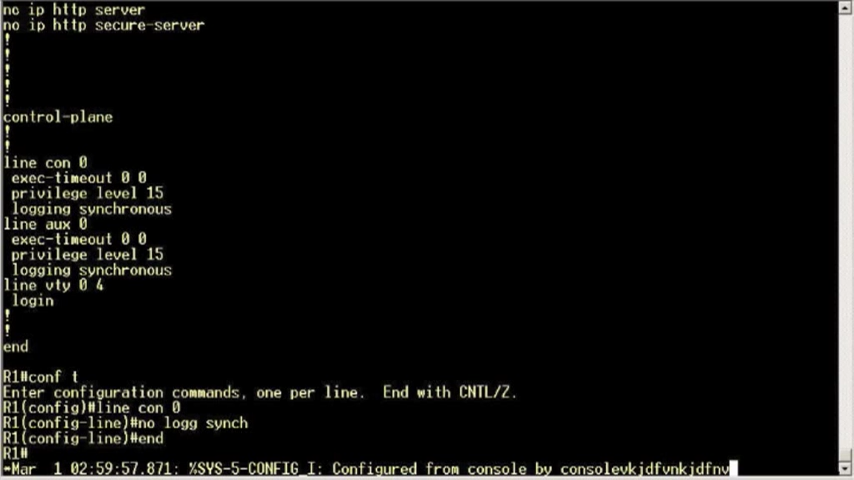 no ip http server
no ip http secure-server
!
!
!
!
!
control-plane
!
!
line con 0
 exec-timeout 0 0
 privilege level 15
 logging synchronous
line aux 0
 exec-timeout 0 0
 privilege level 15
 logging synchronous
line vty 0 4
 login
!
!
end
R1#conf t
Enter configuration commands, one per line.  End with CNTL/Z.
R1(config)#line con 0
R1(config-line)#no logg synch
R1(config-line)#end
R1#
*Mar  1 02:59:57.871: %SYS-5-CONFIG_I: Configured from console by consolevkjdfvnkjdfnv